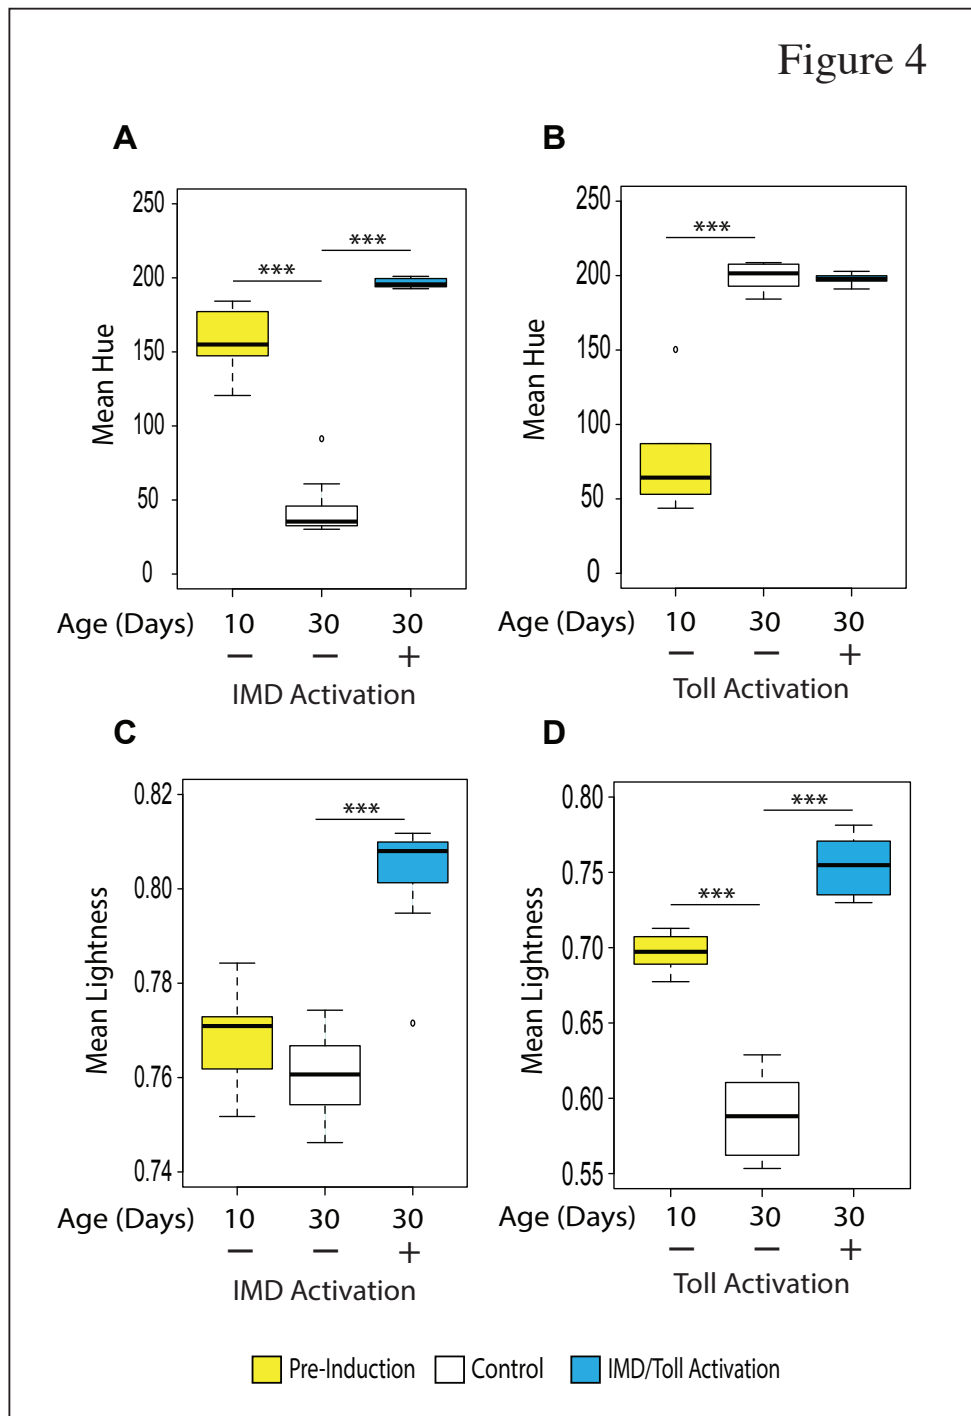 Figure 4
A
250
200
150
100
50
0
Mean Hue
***
***
Age (Days) 10 30 30
— — +
IMD Activation
B
250
200
150
100
50
0
Mean Hue
***
Age (Days) 10 30 30
— — +
Toll Activation
C
0.82
0.80
0.78
0.76
0.74
Mean Lightness
***
Age (Days) 10 30 30
— — +
IMD Activation
D
0.80
0.75
0.70
0.65
0.60
0.55
Mean Lightness
***
***
Age (Days) 10 30 30
— — +
Toll Activation
Pre-Induction Control IMD/Toll Activation